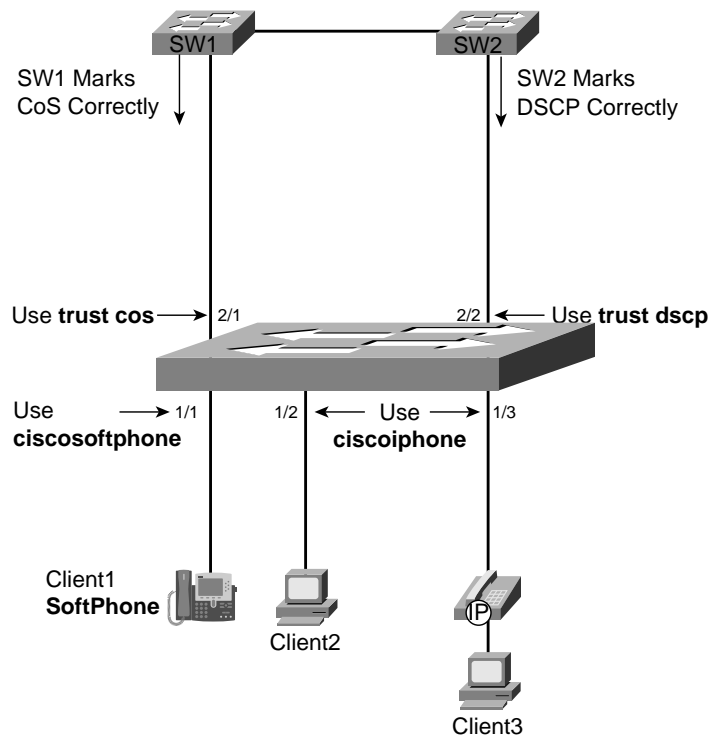 SW1
SW2
SW1 Marks
CoS Correctly
SW2 Marks
DSCP Correctly
Use trust cos
2/1
2/2
Use trust dscp
Use
ciscosoftphone
1/1
1/2
Use
ciscoiphone
1/3
Client1
SoftPhone
Client2
IP
Client3